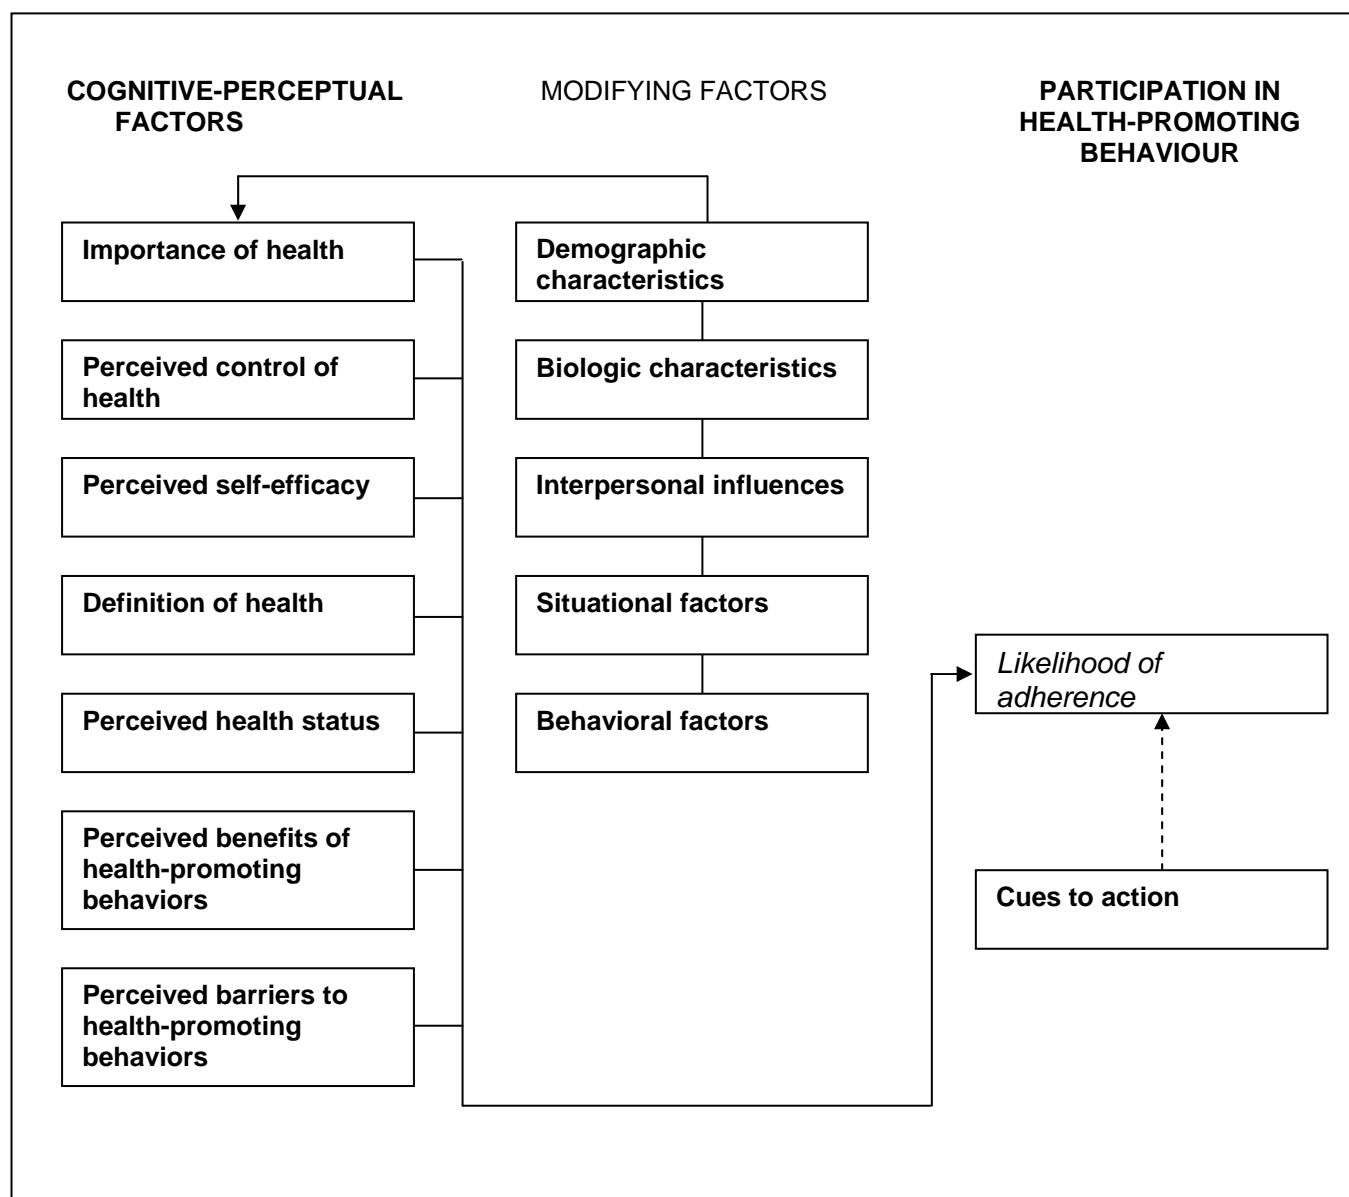 COGNITIVE-PERCEPTUAL
FACTORS
MODIFYING FACTORS
PARTICIPATION IN
HEALTH-PROMOTING
BEHAVIOUR
Importance of health
Perceived control of
health
Perceived self-efficacy
Definition of health
Perceived health status
Perceived benefits of
health-promoting
behaviors
Perceived barriers to
health-promoting
behaviors
Demographic
characteristics
Biologic characteristics
Interpersonal influences
Situational factors
Behavioral factors
Likelihood of
adherence
Cues to action